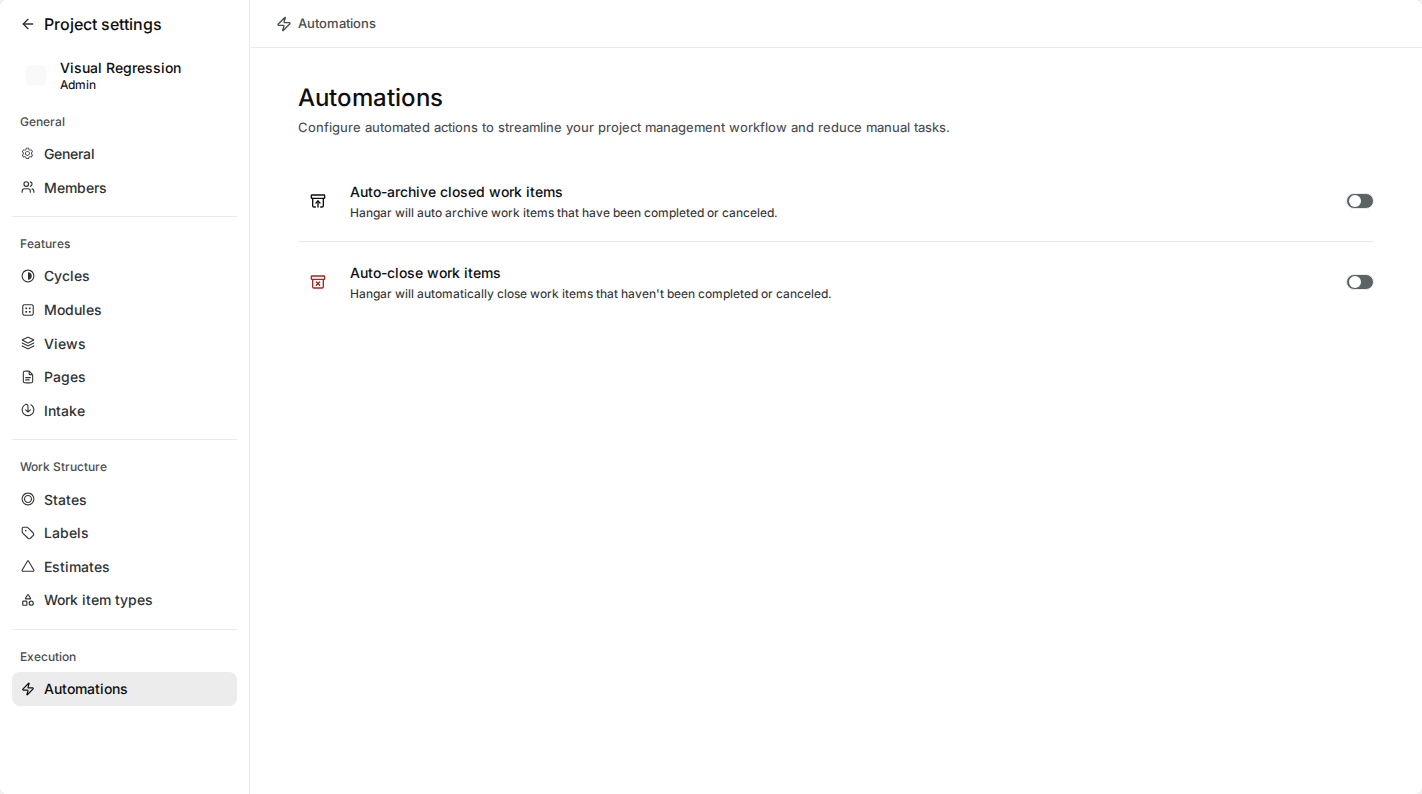 Project settings
Visual Regression
Admin
General
General
Members
Features
Cycles
Modules
Views
Pages
Intake
Work Structure
States
Labels
Estimates
Work item types
Execution
Automations
Automations
Automations
Configure automated actions to streamline your project management workflow and reduce manual tasks.
Auto-archive closed work items
Hangar will auto archive work items that have been completed or canceled.
Auto-close work items
Hangar will automatically close work items that haven't been completed or canceled.